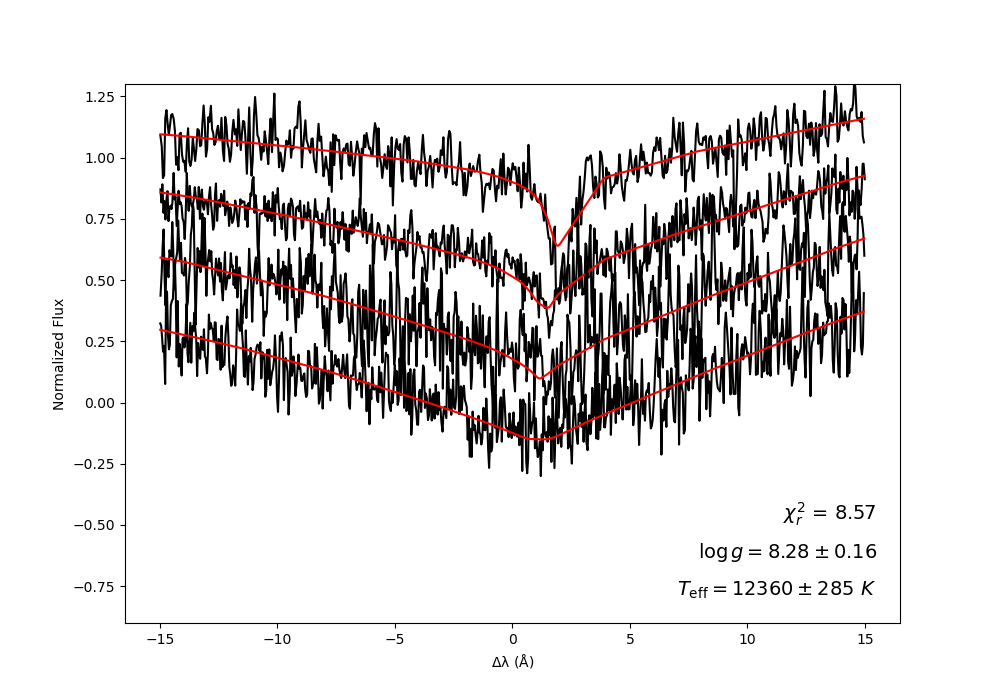 1.25
1.00
0.75
0.50
0.25
0.00
−0.25
−0.50
−0.75
Normalized Flux
χ²ᵣ = 8.57
log g = 8.28 ± 0.16
T_eff = 12360 ± 285 K
−15 −10 −5 0 5 10 15
Δλ (Å)